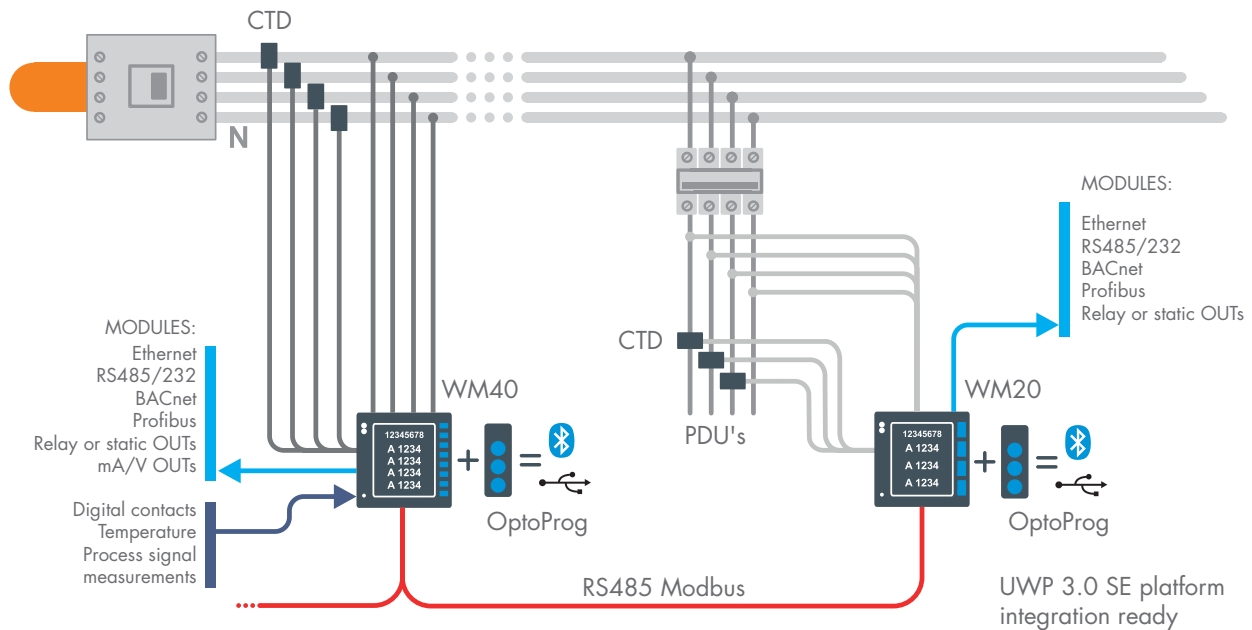 CTD
N
MODULES:
Ethernet
RS485/232
BACnet
Profibus
Relay or static OUTs
MODULES:
Ethernet
RS485/232
BACnet
Profibus
Relay or static OUTs
mA/V OUTs
Digital contacts
Temperature
Process signal
measurements
WM40
12345678
A 1234
A 1234
A 1234
A 1234
+
=
OptoProg
CTD
PDU's
WM20
12345678
A 1234
A 1234
A 1234
+
=
OptoProg
RS485 Modbus
UWP 3.0 SE platform
integration ready